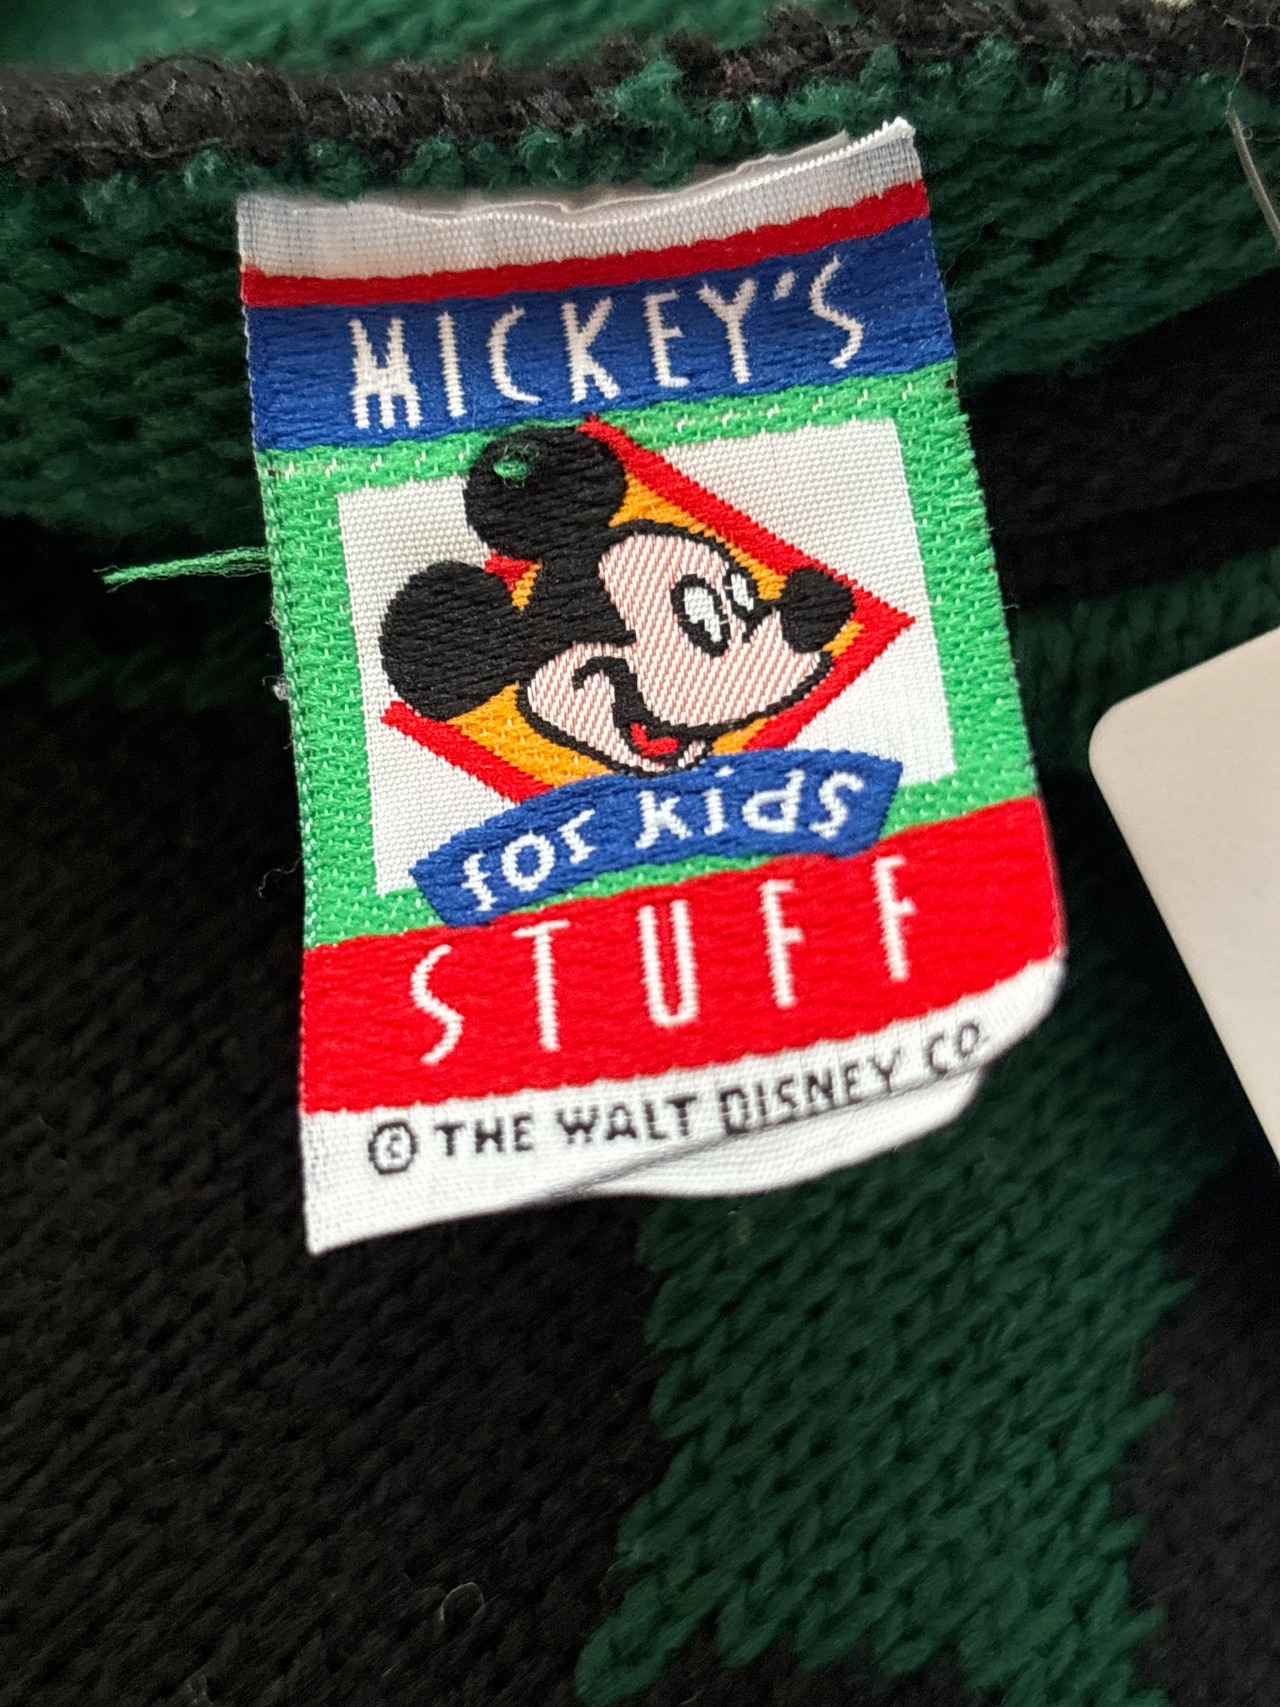 MICKEY'S
for kids
STUFF
© THE WALT DISNEY CO.